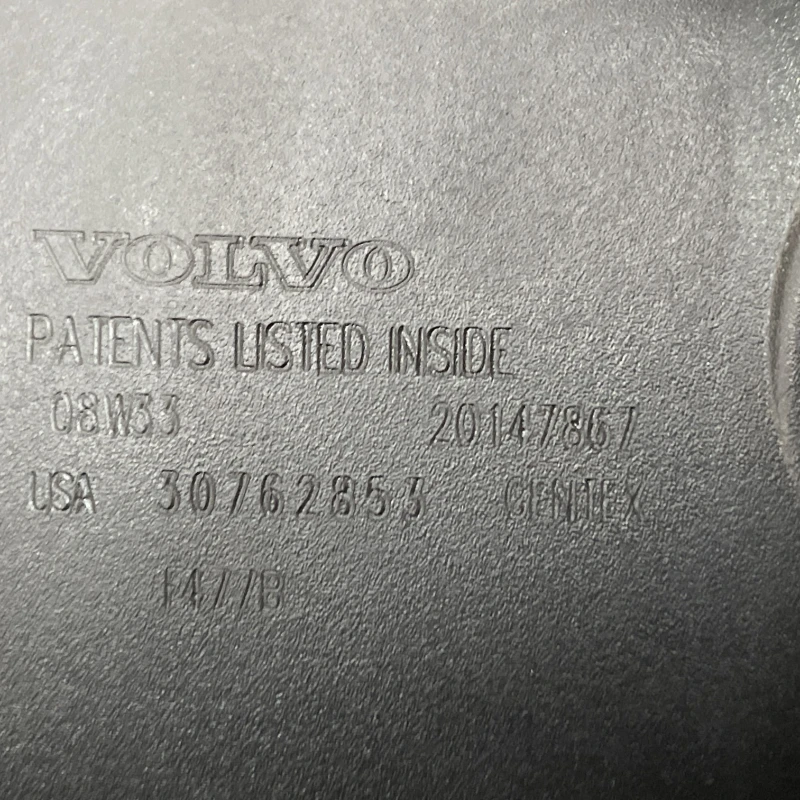 VOLVO
PATENTS LISTED INSIDE
08W33 20147867
USA 30762853 GENTEX
F477B